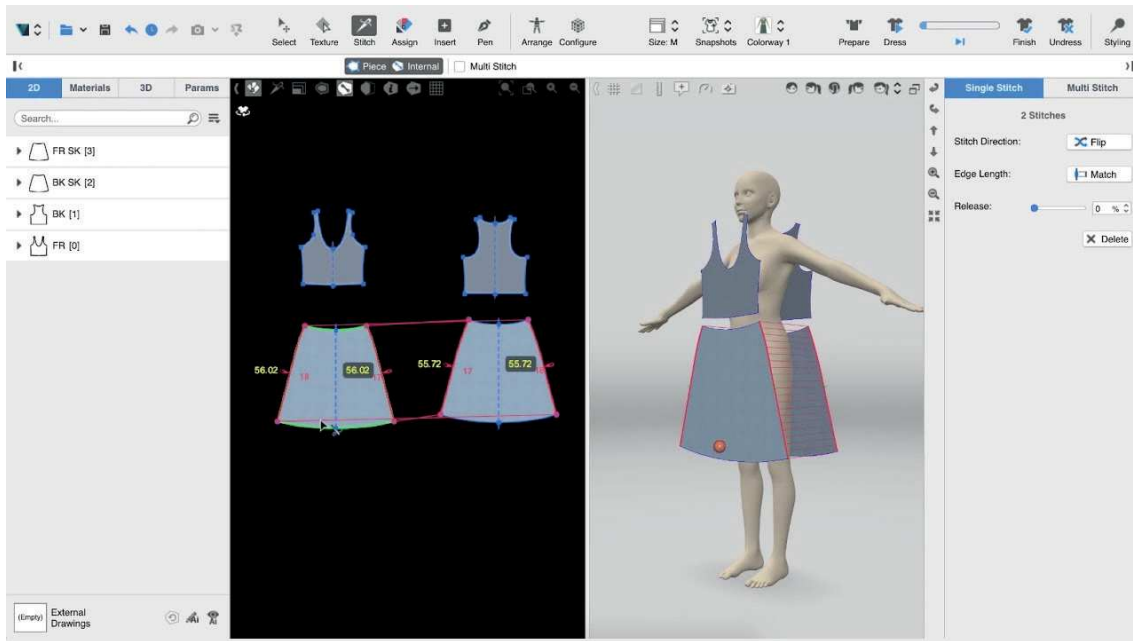 Select Texture Stitch Assign Insert Pen Arrange Configure Size: M Snapshots Colorway 1 Prepare Dress Finish Undress Styling
Piece Internal Multi Stitch
2D Materials 3D Params
Single Stitch Multi Stitch
Search...
2 Stitches
FR SK [3]
Stitch Direction: Flip
BK SK [2]
Edge Length: Match
BK [1]
Release: 0 %
FR [0]
Delete
56.02 18 56.02 55.72 17 55.72
(Empty) External
Drawings